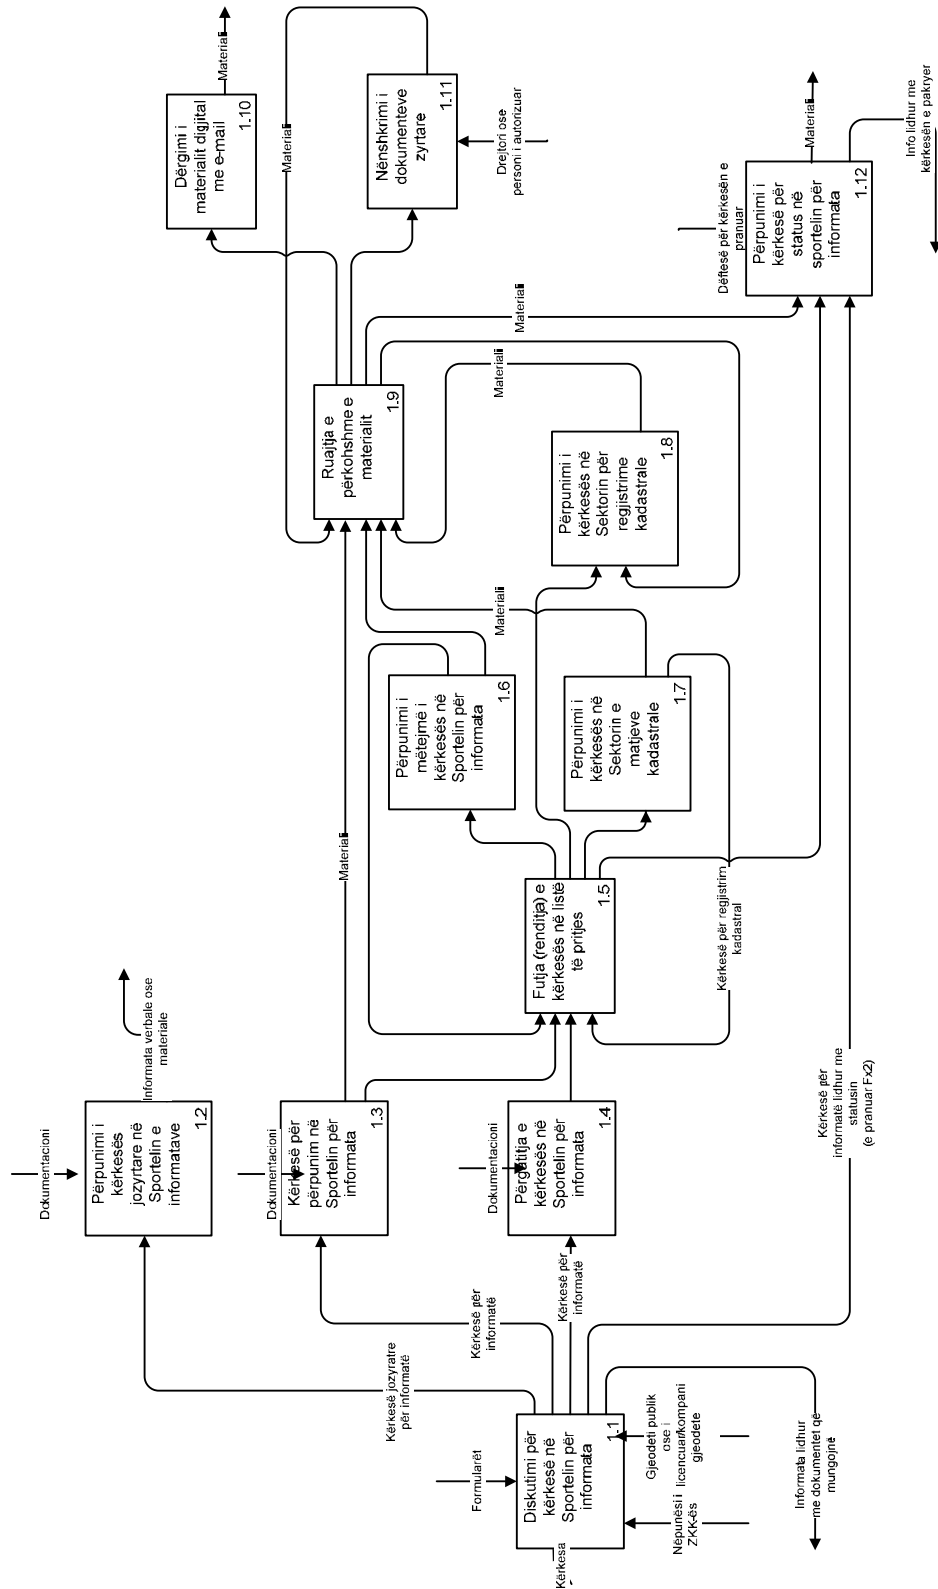 Kërkesa
Diskutimi për
kërkesë në
Sportelin për
informata
1.1
Formularët
Nëpunësi i
ZKK-ës
Gjeodeti publik
ose i
licencuar/kompani
gjeodete
Informata lidhur
me dokumentet që
mungojnë
Kërkesë jozyratre
për informatë
Kërkesë për
informatë
Kërkesë për
informatë
Kërkesë për
informatë lidhur me
statusin
(e pranuar Fx2)
Dokumentacioni
Përpunimi i
kërkesës
jozyrtare në
Sportelin e
informatave
1.2
Informata verbale ose
materiale
Dokumentacioni
Kërkesë për
përpunim në
Sportelin për
informata
1.3
Dokumentacioni
Përgatitja e
kërkesës në
Sportelin për
informata
1.4
Materiali
Futja (renditja) e
kërkesës në listë
të pritjes
1.5
Kërkesë për regjistrim
kadastral
Përpunimi i
mëtejmë i
kërkesës në
Sportelin për
informata
1.6
Përpunimi i
kërkesës në
Sektorin e
matjeve
kadastrale
1.7
Materiali
Përpunimi i
kërkesës në
Sektorin për
regjistrime
kadastrale
1.8
Materiali
Ruajtja e
përkohshme e
materialit
1.9
Materiali
Materiali
Dërgimi i
materialit digjital
me e-mail
1.10
Materiali
Nënshkrimi i
dokumenteve
zyrtare
1.11
Drejtori ose
personi i autorizuar
Dëftesë për kërkesën e
pranuar
Përpunimi i
kërkesë për
status në
sportelin për
informata
1.12
Materiali
Info lidhur me
kërkesën e pakryer